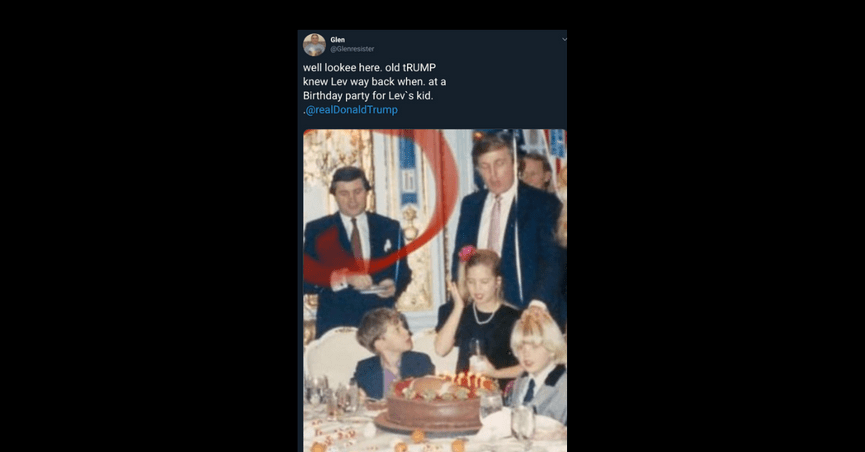 Glen
@Glenresister
well lookee here. old tRUMP
knew Lev way back when. at a
Birthday party for Lev`s kid.
.@realDonaldTrump